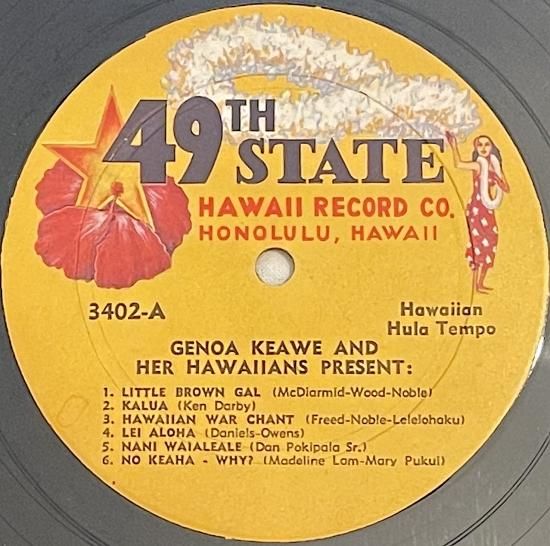 49TH
STATE
HAWAII RECORD CO.
HONOLULU, HAWAII
3402-A
Hawaiian
Hula Tempo
GENOA KEAWE AND
HER HAWAIIANS PRESENT:
1. LITTLE BROWN GAL (McDiarmid-Wood-Noble)
2. KALUA (Ken Darby)
3. HAWAIIAN WAR CHANT (Freed-Noble-Lelelohaku)
4. LEI ALOHA (Daniels-Owens)
5. NANI WAIALEALE (Dan Pokipala Sr.)
6. NO KEAHA - WHY? (Madeline Lam-Mary Pukui)